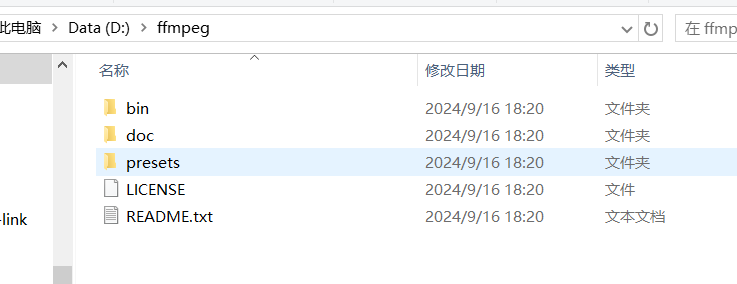 此电脑 Data (D:) ffmpeg 在 ffmp
名称 修改日期 类型
bin 2024/9/16 18:20 文件夹
doc 2024/9/16 18:20 文件夹
presets 2024/9/16 18:20 文件夹
LICENSE 2024/9/16 18:20 文件
-link
README.txt 2024/9/16 18:20 文本文档